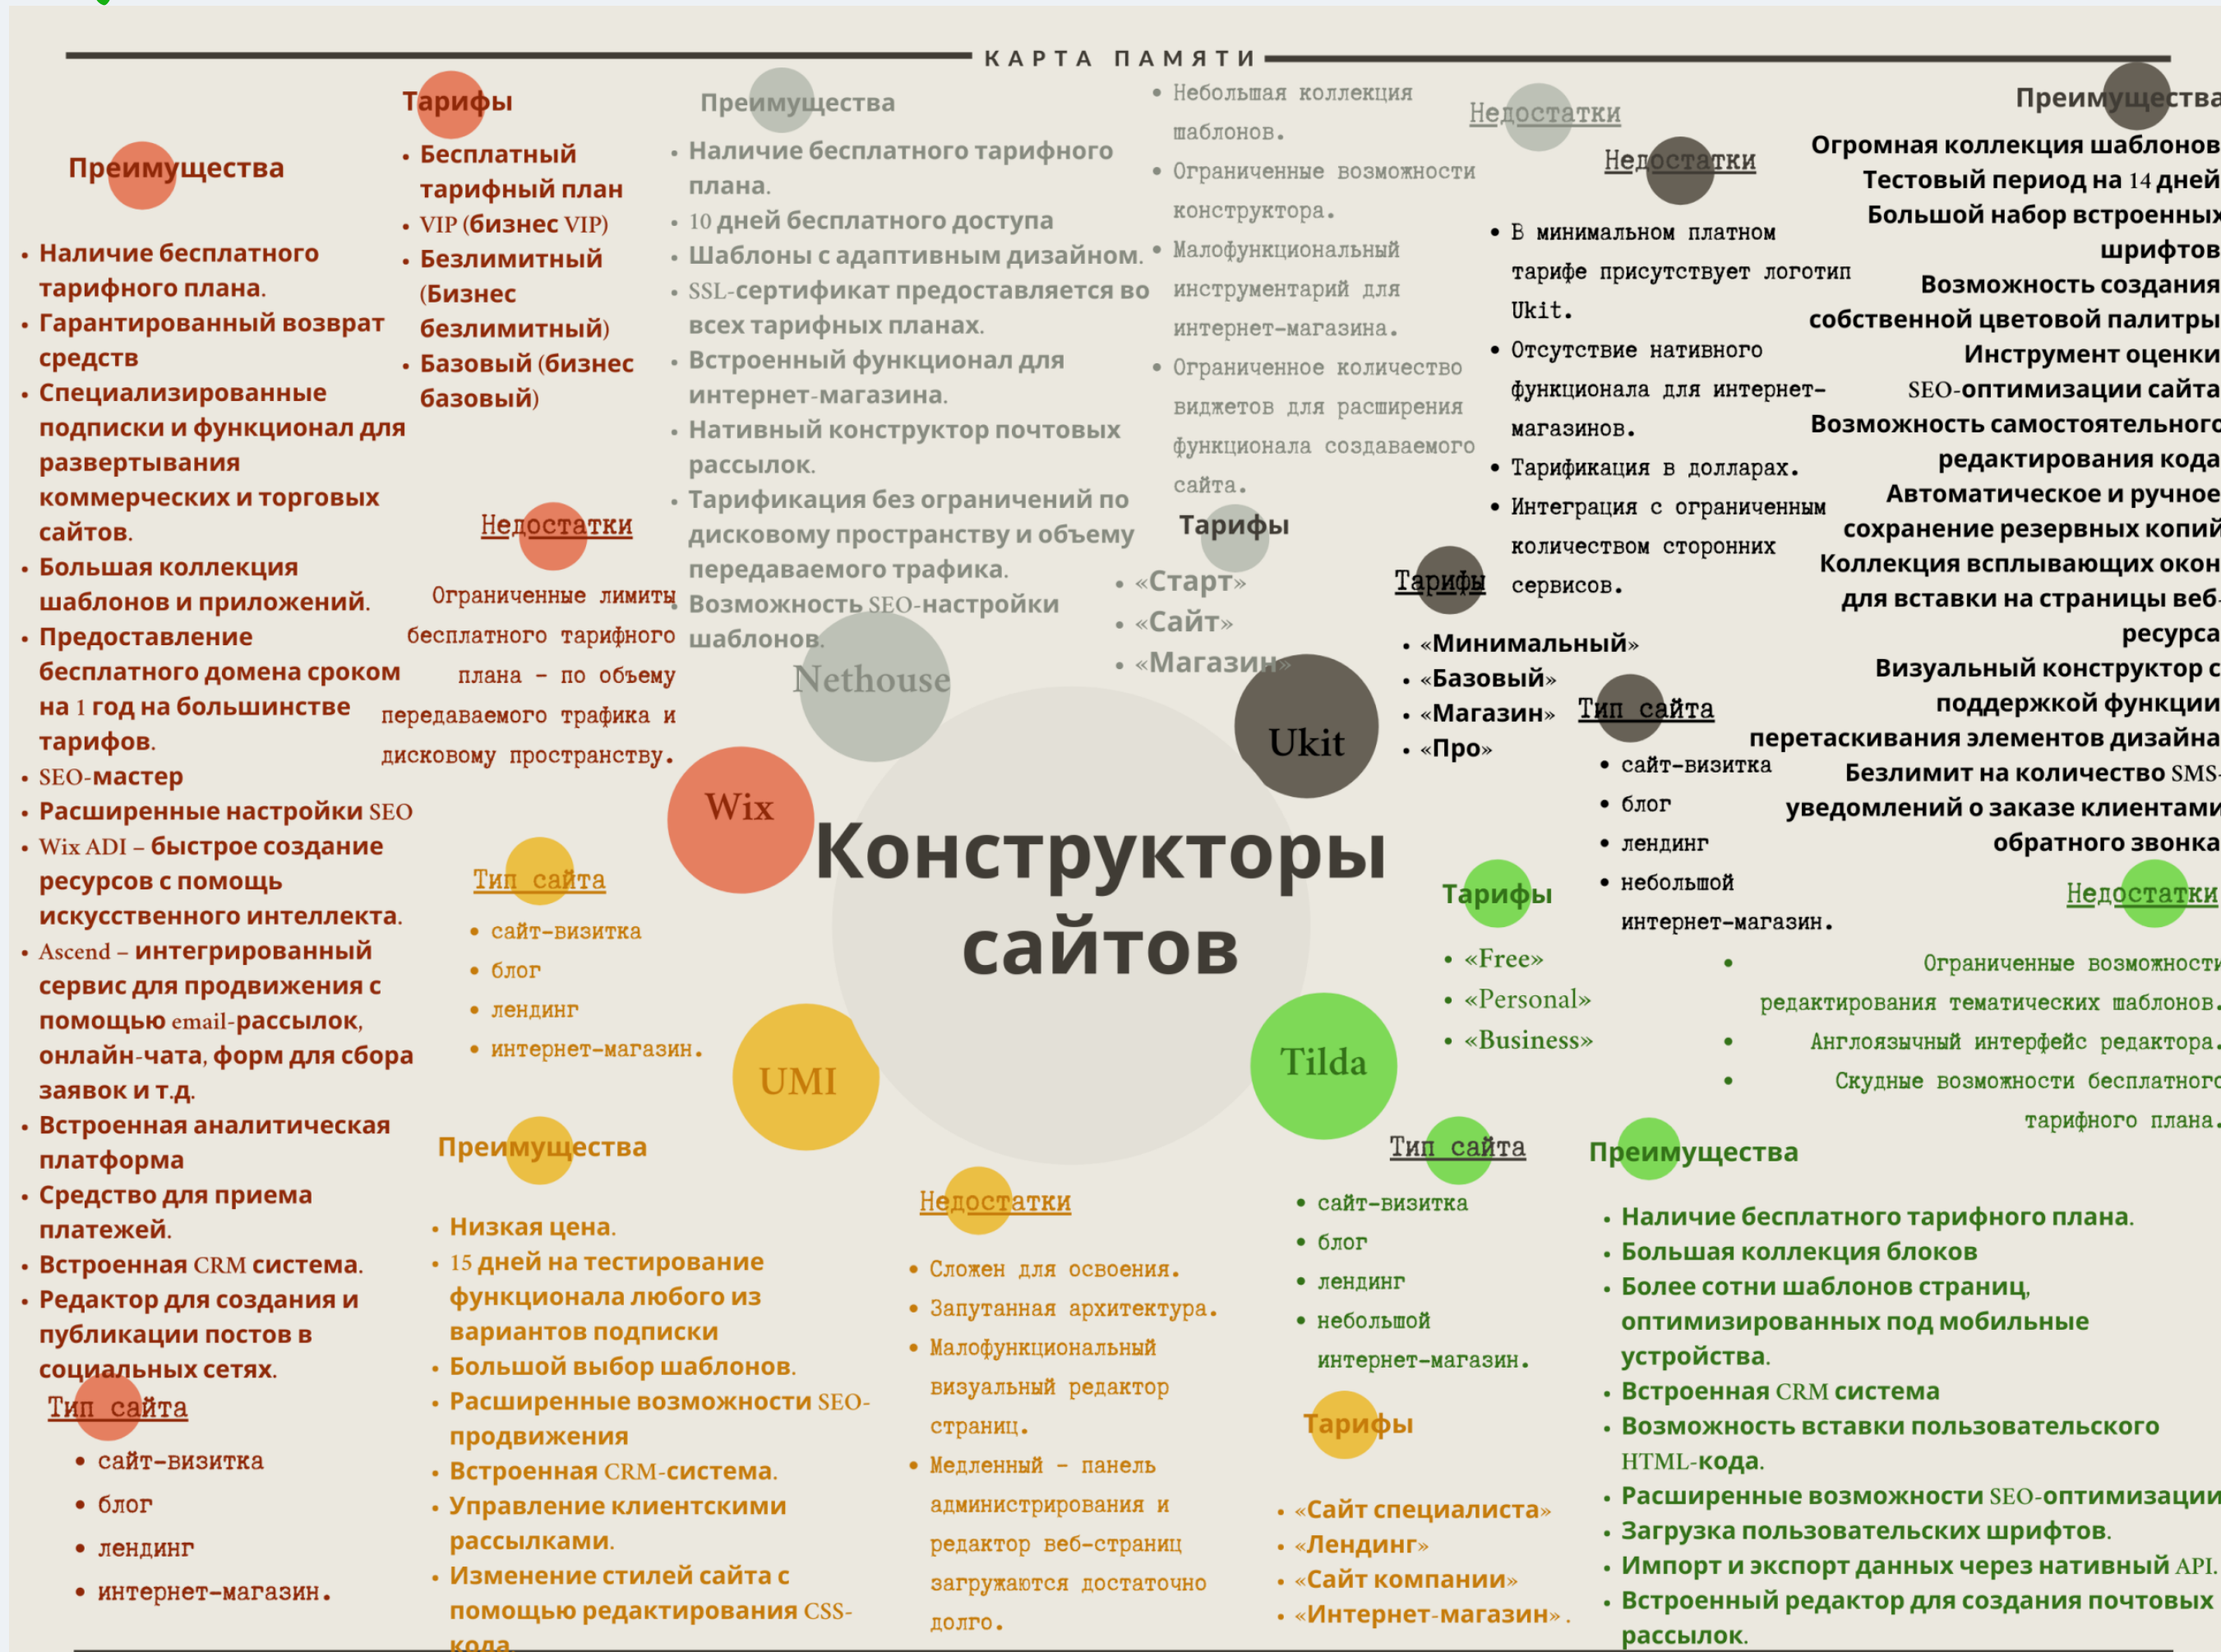 КАРТА ПАМЯТИ
Преимущества
Наличие бесплатного
тарифного плана.
Гарантированный возврат
средств
Специализированные
подписки и функционал для
развертывания
коммерческих и торговых
сайтов.
Большая коллекция
шаблонов и приложений.
Предоставление
бесплатного домена сроком
на 1 год на большинстве
тарифов.
SEO-мастер
Расширенные настройки SEO
Wix ADI – быстрое создание
ресурсов с помощь
искусственного интеллекта.
Ascend – интегрированный
сервис для продвижения с
помощью email-рассылок,
онлайн-чата, форм для сбора
заявок и т.д.
Встроенная аналитическая
платформа
Средство для приема
платежей.
Встроенная CRM система.
Редактор для создания и
публикации постов в
социальных сетях.
Тип сайта
сайт-визитка
блог
лендинг
интернет-магазин.
Тарифы
Бесплатный
тарифный план
VIP (бизнес VIP)
Безлимитный
(Бизнес
безлимитный)
Базовый (бизнес
базовый)
Недостатки
Ограниченные лимиты
бесплатного тарифного
плана - по объему
передаваемого трафика и
дисковому пространству.
Wix
Преимущества
Наличие бесплатного тарифного
плана.
10 дней бесплатного доступа
Шаблоны с адаптивным дизайном.
SSL-сертификат предоставляется во
всех тарифных планах.
Встроенный функционал для
интернет-магазина.
Нативный конструктор почтовых
рассылок.
Тарификация без ограничений по
дисковому пространству и объему
передаваемого трафика.
Возможность SEO-настройки
шаблонов.
Nethouse
Недостатки
Небольшая коллекция
шаблонов.
Ограниченные возможности
конструктора.
Малофункциональный
инструментарий для
интернет-магазина.
Ограниченное количество
виджетов для расширения
функционала создаваемого
сайта.
Тарифы
«Старт»
«Сайт»
«Магазин»
Ukit
Недостатки
В минимальном платном
тарифе присутствует логотип
Ukit.
Отсутствие нативного
функционала для интернет-
магазинов.
Тарификация в долларах.
Интеграция с ограниченным
количеством сторонних
сервисов.
Тарифы
«Минимальный»
«Базовый»
«Магазин»
«Про»
Тип сайта
сайт-визитка
блог
лендинг
небольшой
интернет-магазин.
Преимущества
Огромная коллекция шаблонов
Тестовый период на 14 дней
Большой набор встроенных
шрифтов
Возможность создания
собственной цветовой палитры
Инструмент оценки
SEO-оптимизации сайта
Возможность самостоятельного
редактирования кода
Автоматическое и ручное
сохранение резервных копий
Коллекция всплывающих окон
для вставки на страницы веб-
ресурса
Визуальный конструктор с
поддержкой функции
перетаскивания элементов дизайна
Безлимит на количество SMS-
уведомлений о заказе клиентами
обратного звонка
Конструкторы
сайтов
Тип сайта
сайт-визитка
блог
лендинг
интернет-магазин.
UMI
Преимущества
Низкая цена.
15 дней на тестирование
функционала любого из
вариантов подписки
Большой выбор шаблонов.
Расширенные возможности SEO-
продвижения
Встроенная CRM-система.
Управление клиентскими
рассылками.
Изменение стилей сайта с
помощью редактирования CSS-
кода.
Недостатки
Сложен для освоения.
Запутанная архитектура.
Малофункциональный
визуальный редактор
страниц.
Медленный - панель
администрирования и
редактор веб-страниц
загружаются достаточно
долго.
Тарифы
«Сайт специалиста»
«Лендинг»
«Сайт компании»
«Интернет-магазин» .
Tilda
Тарифы
«Free»
«Personal»
«Business»
Недостатки
Ограниченные возможности
редактирования тематических шаблонов.
Англоязычный интерфейс редактора.
Скудные возможности бесплатного
тарифного плана.
Тип сайта
сайт-визитка
блог
лендинг
небольшой
интернет-магазин.
Преимущества
Наличие бесплатного тарифного плана.
Большая коллекция блоков
Более сотни шаблонов страниц,
оптимизированных под мобильные
устройства.
Встроенная CRM система
Возможность вставки пользовательского
HTML-кода.
Расширенные возможности SEO-оптимизации
Загрузка пользовательских шрифтов.
Импорт и экспорт данных через нативный API.
Встроенный редактор для создания почтовых
рассылок.